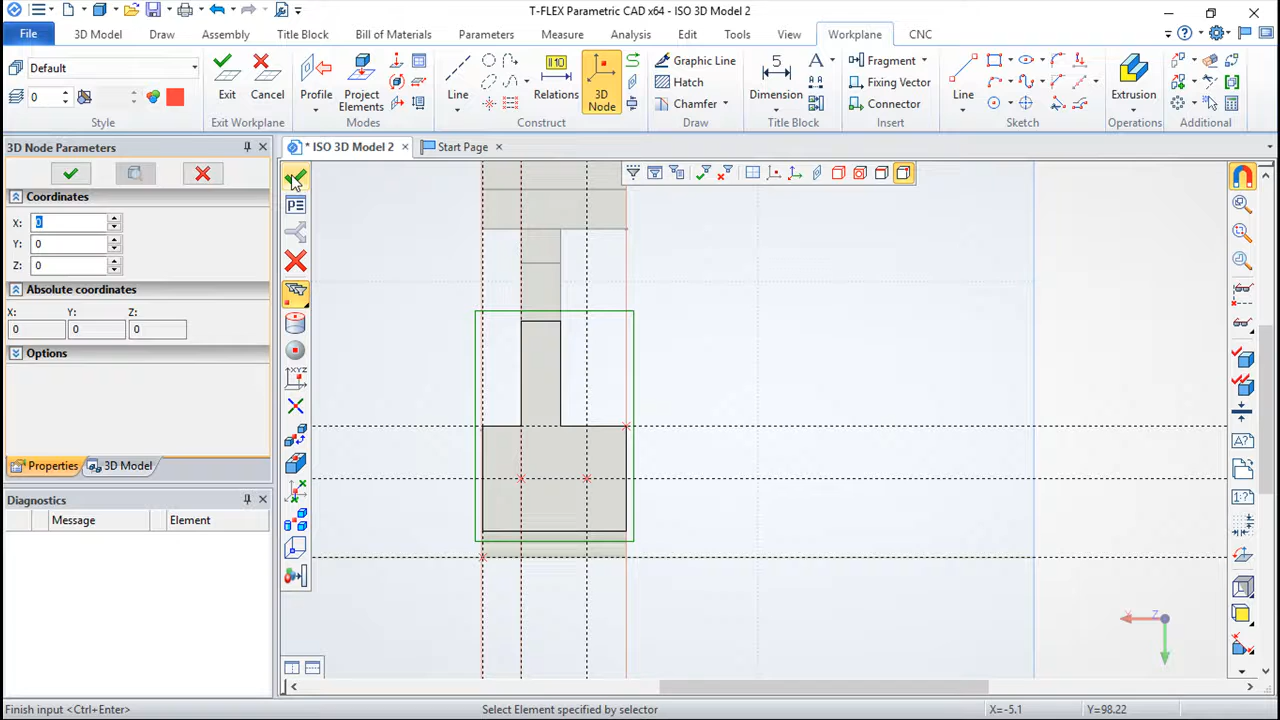 T-FLEX Parametric CAD x64 - ISO 3D Model 2
File 3D Model Draw Assembly Title Block Bill of Materials Parameters Measure Analysis Edit Tools View Workplane CNC
Default
0
Style
Exit Cancel
Exit Workplane
Profile Project Elements
Modes
Line Relations 3D Node
Construct
Graphic Line
Hatch
Chamfer
Draw
Dimension
Title Block
Fragment
Fixing Vector
Connector
Insert
Line
Sketch
Extrusion
Operations
Additional
* ISO 3D Model 2 Start Page
3D Node Parameters
Coordinates
X: 0
Y: 0
Z: 0
Absolute coordinates
X: Y: Z:
0 0 0
Options
Properties 3D Model
Diagnostics
Message Element
Finish input <Ctrl+Enter> Select Element specified by selector X=-5.1 Y=98.22